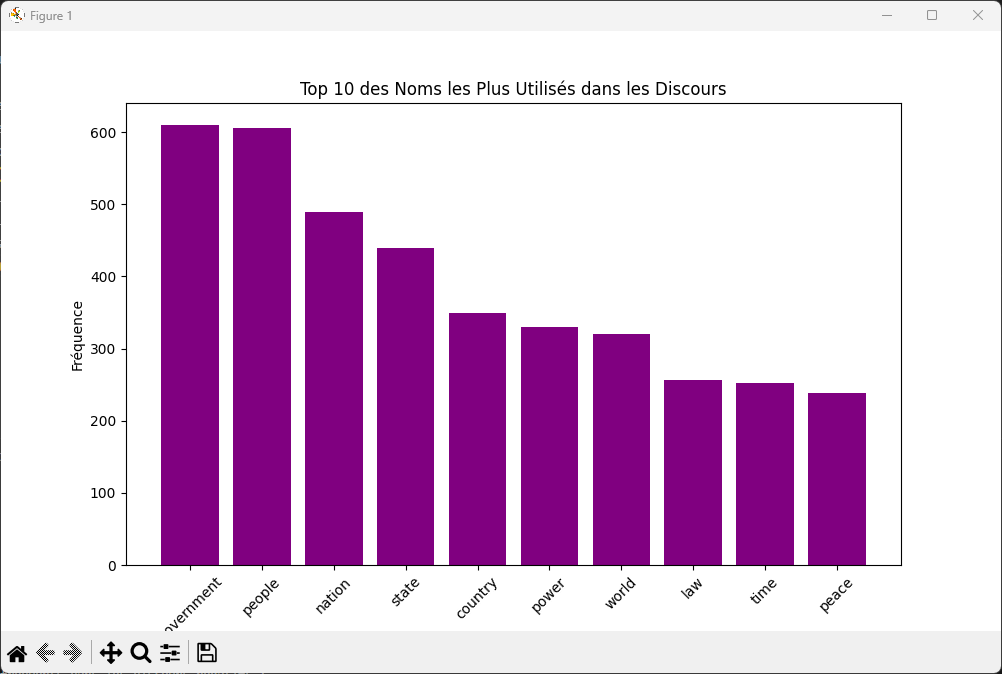 Figure 1
Top 10 des Noms les Plus Utilisés dans les Discours
600
500
400
300
200
100
0
Fréquence
overnment
people
nation
state
country
power
world
law
time
peace